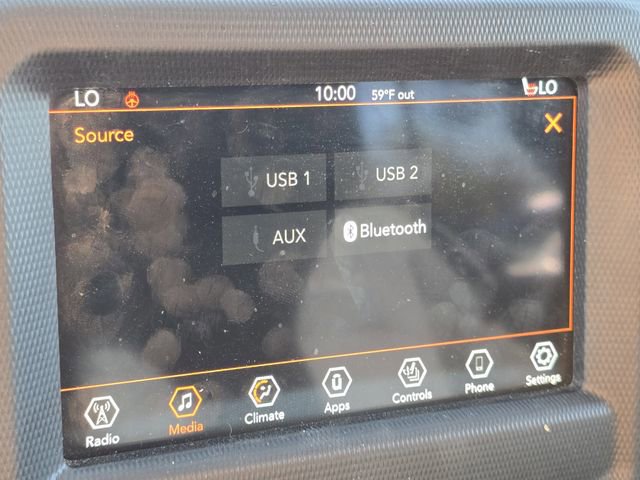 LO 10:00 59°F out LO
Source X
USB 1 USB 2
AUX Bluetooth
Radio Media Climate Apps Controls Phone Settings